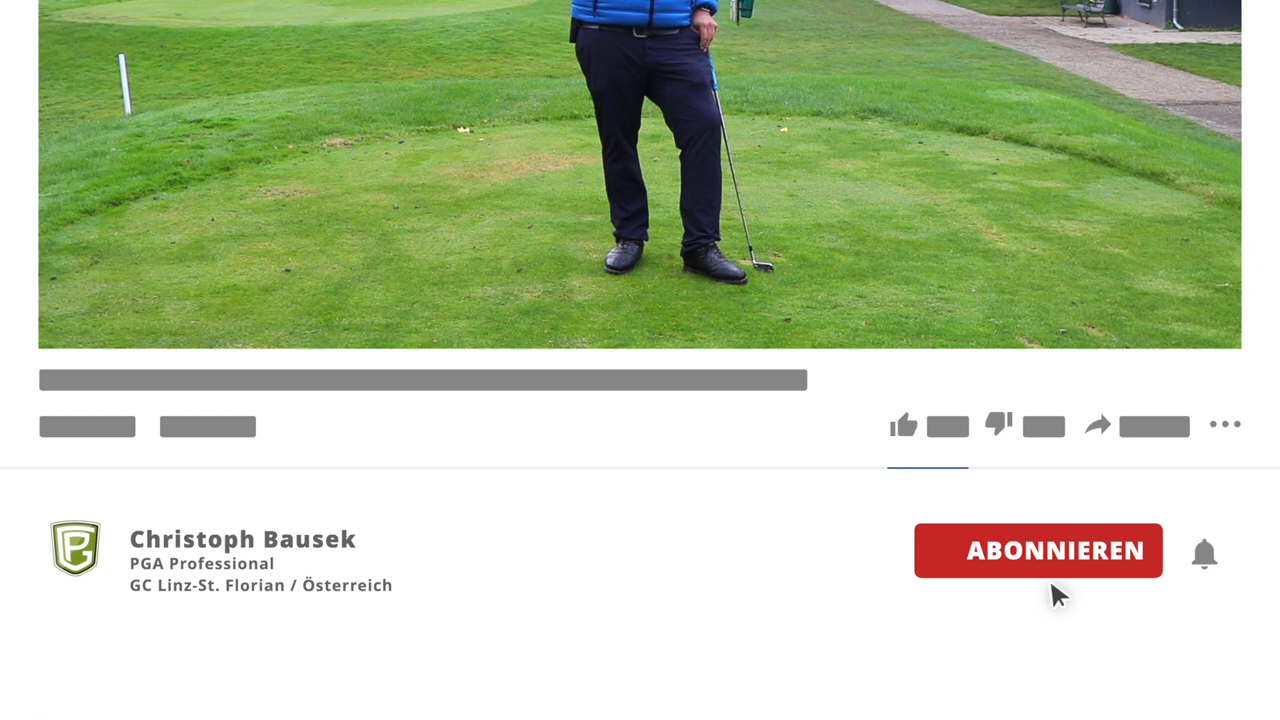 Christoph Bausek
PGA Professional
GC Linz-St. Florian / Österreich
ABONNIEREN